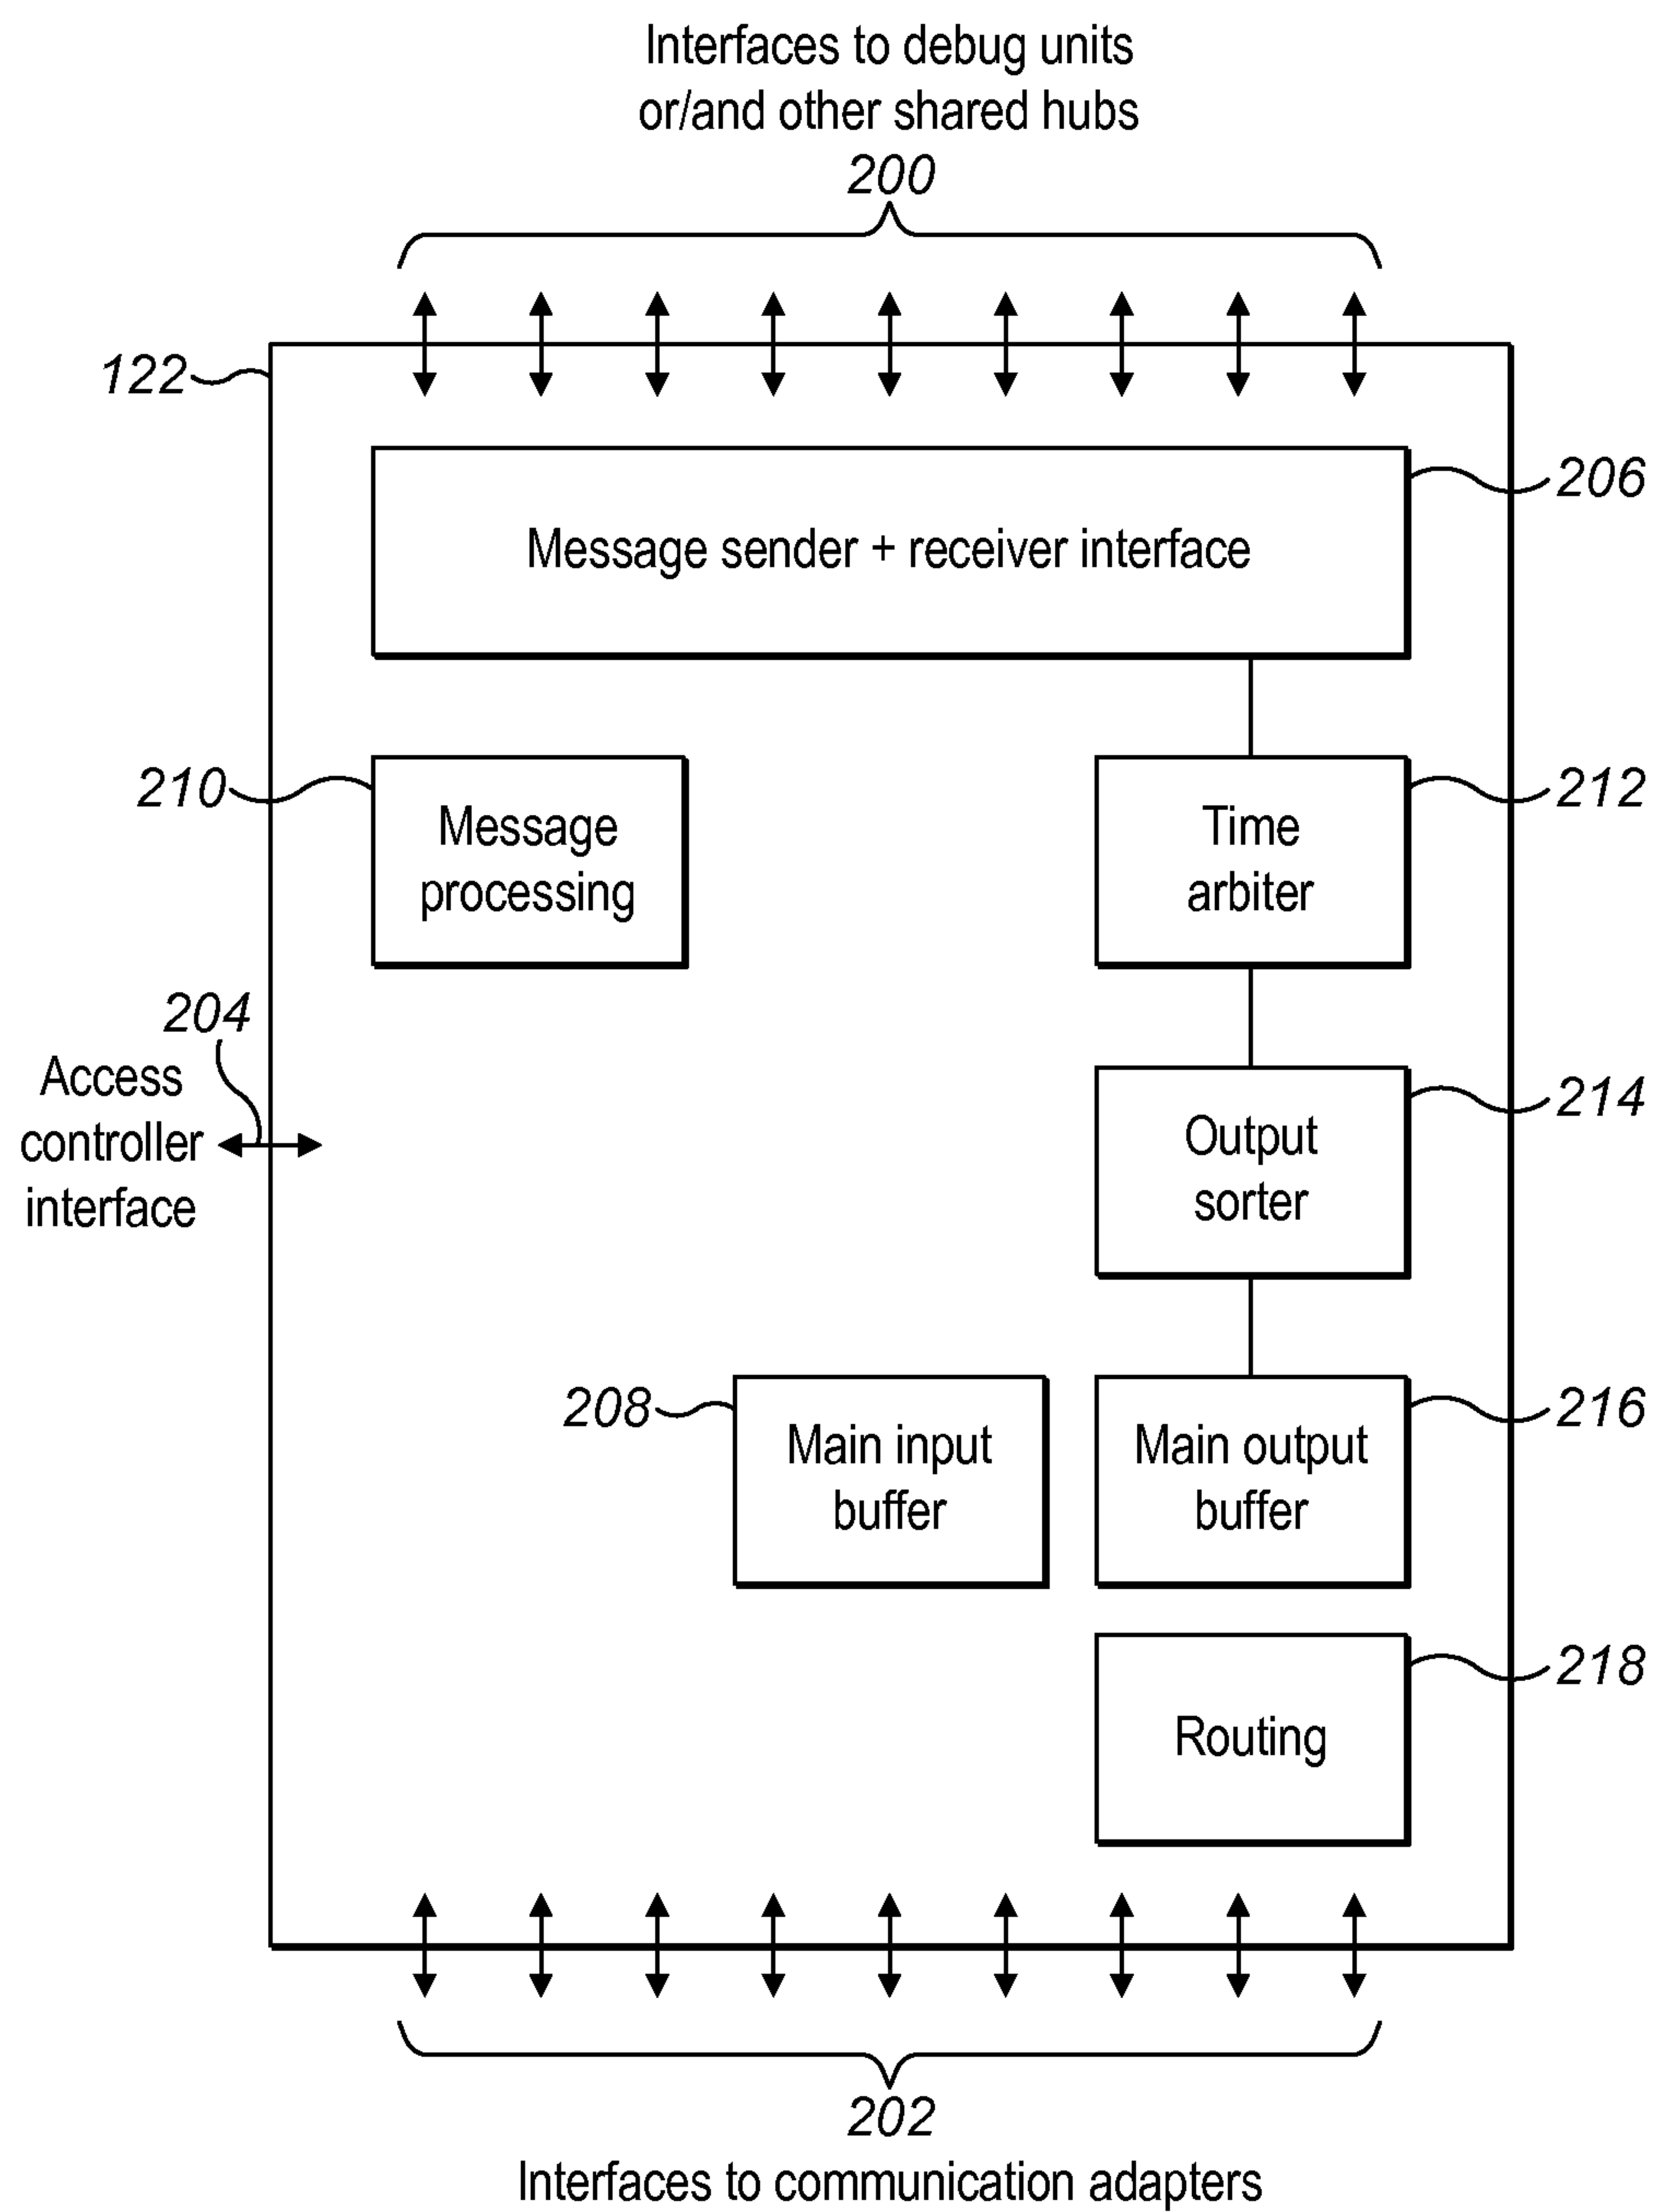 Interfaces to debug units
or/and other shared hubs
200
122
206
Message sender + receiver interface
210
212
Message
processing
Time
arbiter
204
Access
controller
interface
214
Output
sorter
208
216
Main input
buffer
Main output
buffer
218
Routing
202
Interfaces to communication adapters